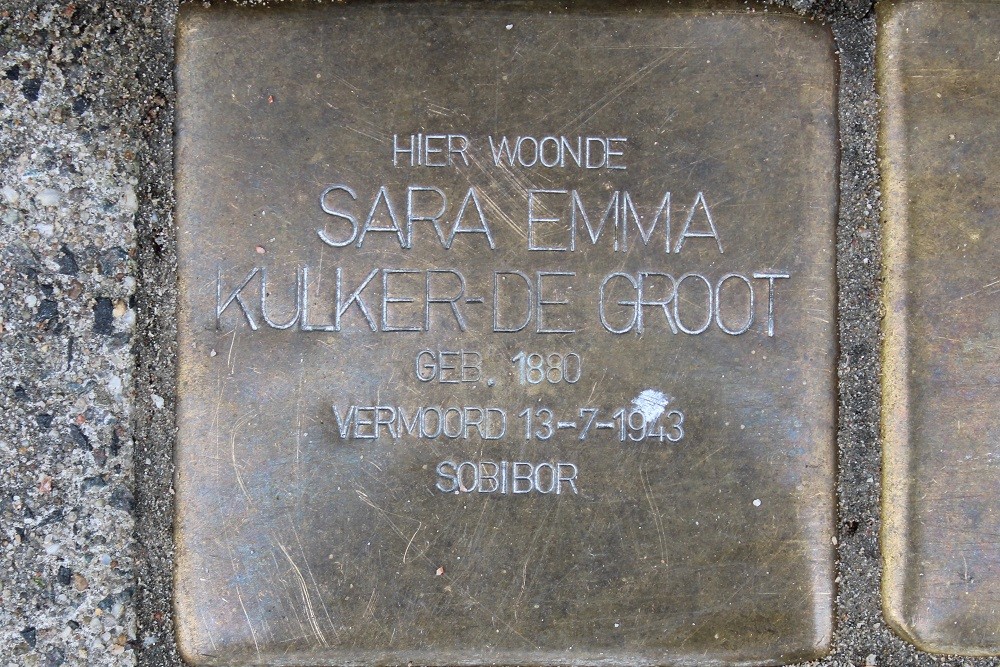 HIER WOONDE
SARA EMMA
KULKER-DE GROOT
GEB. 1880
VERMOORD 13-7-1943
SOBIBOR